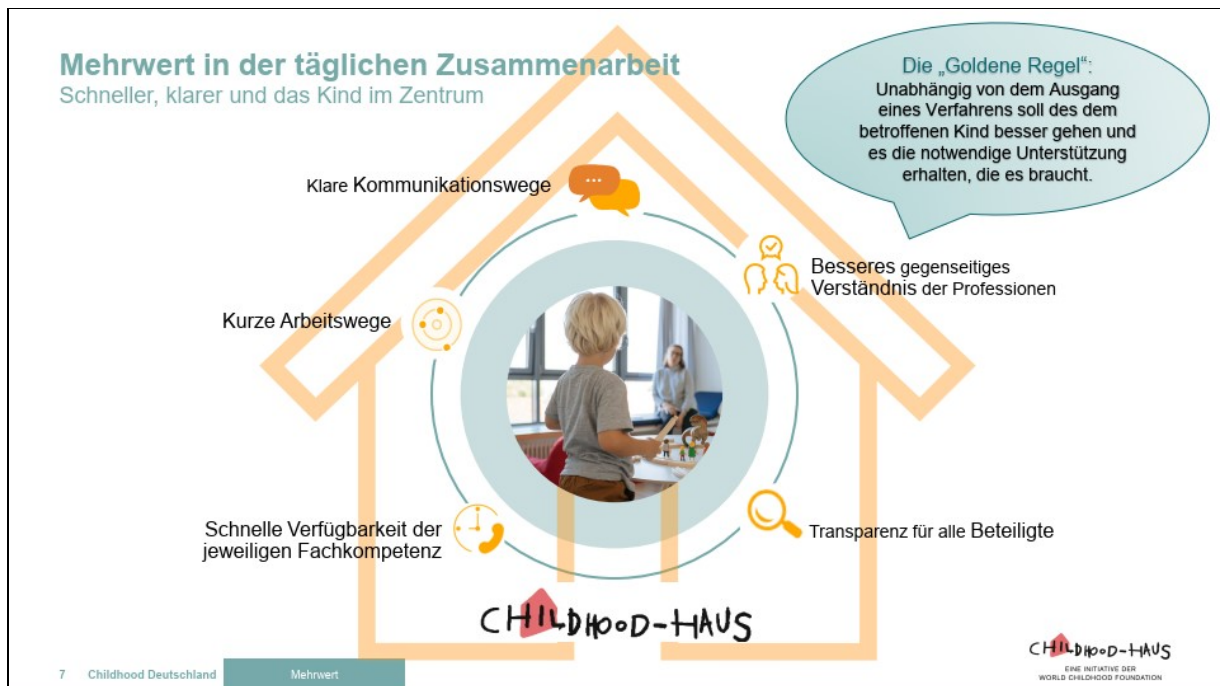 Mehrwert in der täglichen Zusammenarbeit
Schneller, klarer und das Kind im Zentrum
Die „Goldene Regel“:
Unabhängig von dem Ausgang
eines Verfahrens soll des dem
betroffenen Kind besser gehen und
es die notwendige Unterstützung
erhalten, die es braucht.
Klare Kommunikationswege
Besseres gegenseitiges
Verständnis der Professionen
Kurze Arbeitswege
Schnelle Verfügbarkeit der
jeweiligen Fachkompetenz
Transparenz für alle Beteiligte
CHILDHOOD-HAUS
7 Childhood Deutschland Mehrwert
CHILDHOOD-HAUS
EINE INITIATIVE DER
WORLD CHILDHOOD FOUNDATION